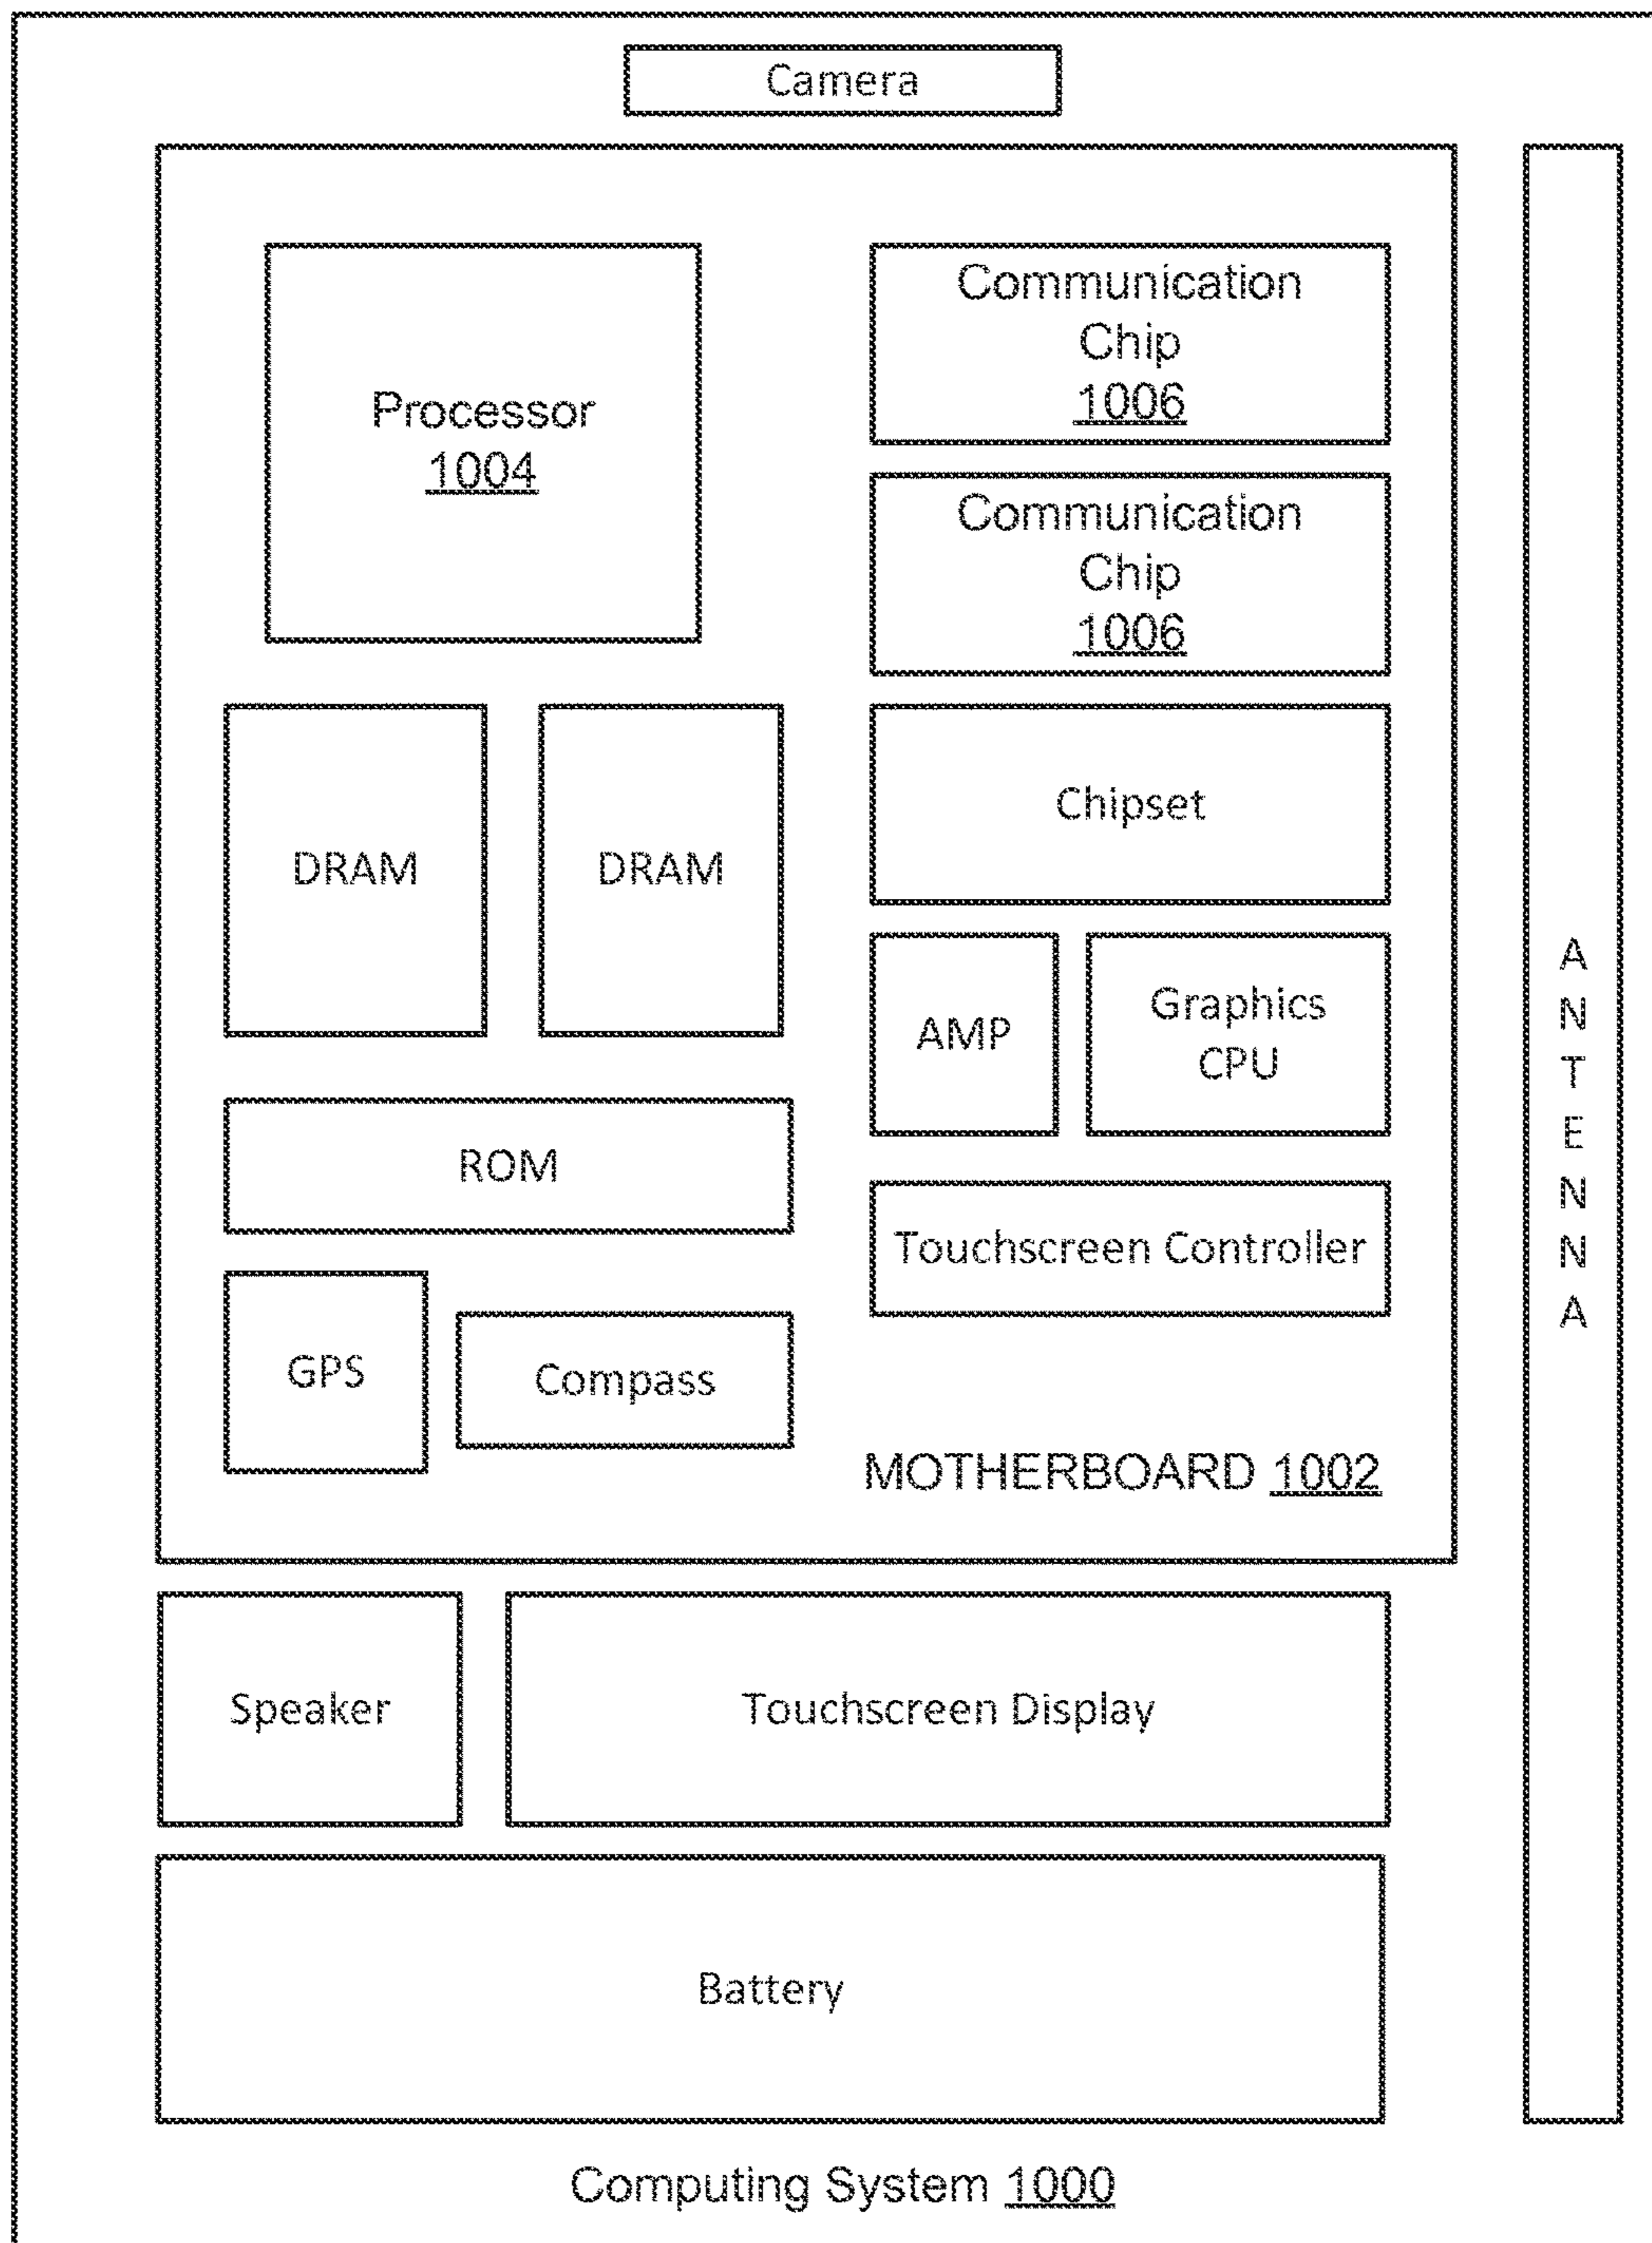 Camera
Processor
1004
Communication
Chip
1006
Communication
Chip
1006
DRAM
DRAM
Chipset
AMP
Graphics
CPU
ROM
Touchscreen Controller
GPS
Compass
MOTHERBOARD 1002
A
N
T
E
N
N
A
Speaker
Touchscreen Display
Battery
Computing System 1000